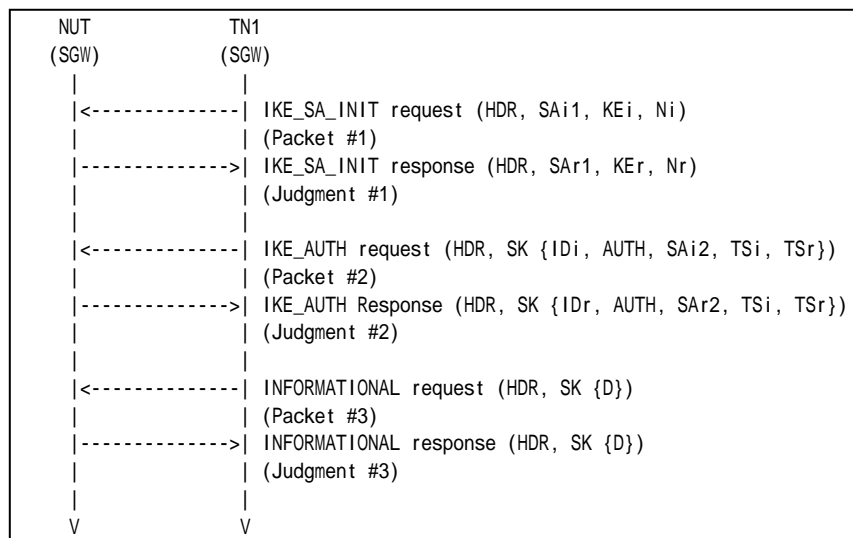 NUT TN1
(SGW) (SGW)
| |
|<--------------| IKE_SA_INIT request (HDR, SAi1, KEi, Ni)
| | (Packet #1)
|-------------->| IKE_SA_INIT response (HDR, SAr1, KEr, Nr)
| | (Judgment #1)
| |
|<--------------| IKE_AUTH request (HDR, SK {IDi, AUTH, SAi2, TSi, TSr})
| | (Packet #2)
|-------------->| IKE_AUTH Response (HDR, SK {IDr, AUTH, SAr2, TSi, TSr})
| | (Judgment #2)
| |
|<--------------| INFORMATIONAL request (HDR, SK {D})
| | (Packet #3)
|-------------->| INFORMATIONAL response (HDR, SK {D})
| | (Judgment #3)
| |
V V